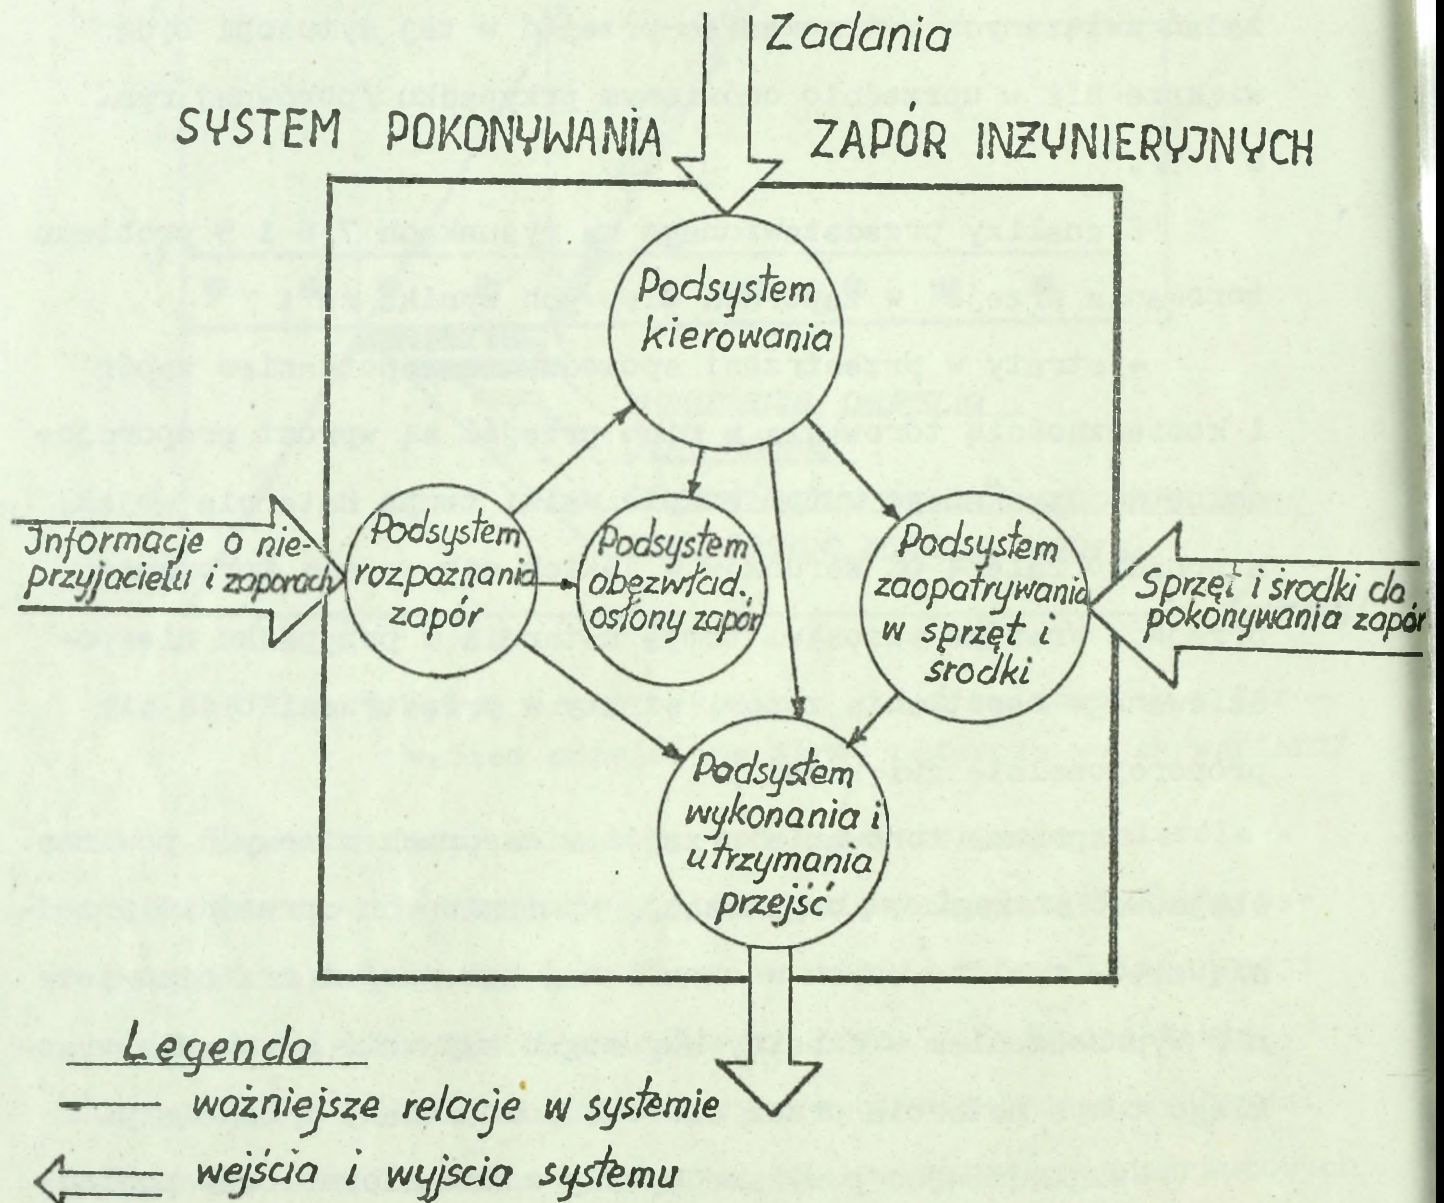 Zadania
SYSTEM POKONYWANIA ZAPÓR INŻYNIERYJNYCH
Podsystem
kierowania
Informacje o nie-
przyjacielu i zaporach
Podsystem
rozpoznania
zapór
Podsystem
obezwład.
osłony zapór
Podsystem
zaopatrywania
w sprzęt i
środki
Sprzęt i środki do
pokonywania zapór
Podsystem
wykonania i
utrzymania
przejść
Legenda
ważniejsze relacje w systemie
wejścia i wyjścia systemu